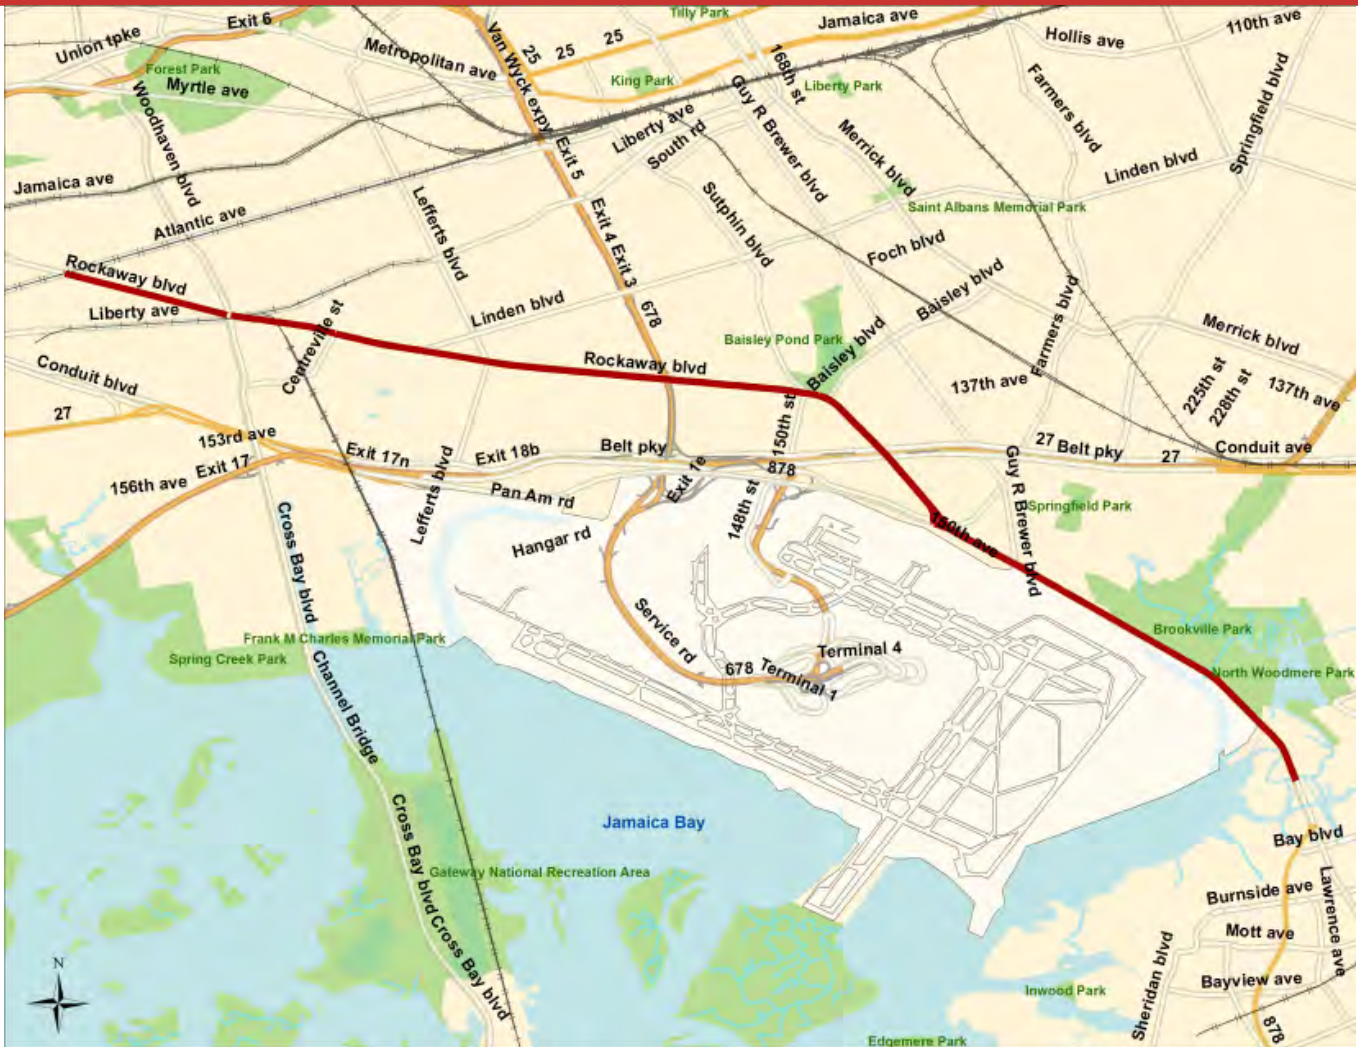 Exit 6
Tilly Park
Jamaica ave
110th ave
Union tpke
25
25
25
Hollis ave
Metropolitan ave
Van Wyck expy
168th st
Forest Park
Myrtle ave
King Park
Liberty Park
Guy R Brewer blvd
Farmers blvd
Springfield blvd
Woodhaven blvd
Liberty ave
South rd
Merrick blvd
Exit 5
Linden blvd
Jamaica ave
Atlantic ave
Lefferts blvd
Exit 4
Exit 3
Sutphin blvd
Saint Albans Memorial Park
Foch blvd
Rockaway blvd
Baisley blvd
Liberty ave
Centreville st
Linden blvd
678
Baisley Pond Park
Baisley blvd
Farmers blvd
Merrick blvd
Conduit blvd
Rockaway blvd
137th ave
225th st
228th st
137th ave
27
153rd ave
Exit 17n
Exit 18b
Belt pky
150th st
27
Belt pky
27
Conduit ave
156th ave
Exit 17
Lefferts blvd
Pan Am rd
Exit 1e
878
148th st
Guy R Brewer blvd
Springfield Park
150th ave
Cross Bay blvd
Hangar rd
Service rd
Brookville Park
Frank M Charles Memorial Park
Spring Creek Park
Terminal 4
678
Terminal 1
North Woodmere Park
Channel Bridge
Jamaica Bay
Cross Bay blvd
Bay blvd
Gateway National Recreation Area
Burnside ave
Lawrence ave
Mott ave
Cross Bay blvd
Sheridan blvd
Bayview ave
N
Inwood Park
878
Edgemere Park